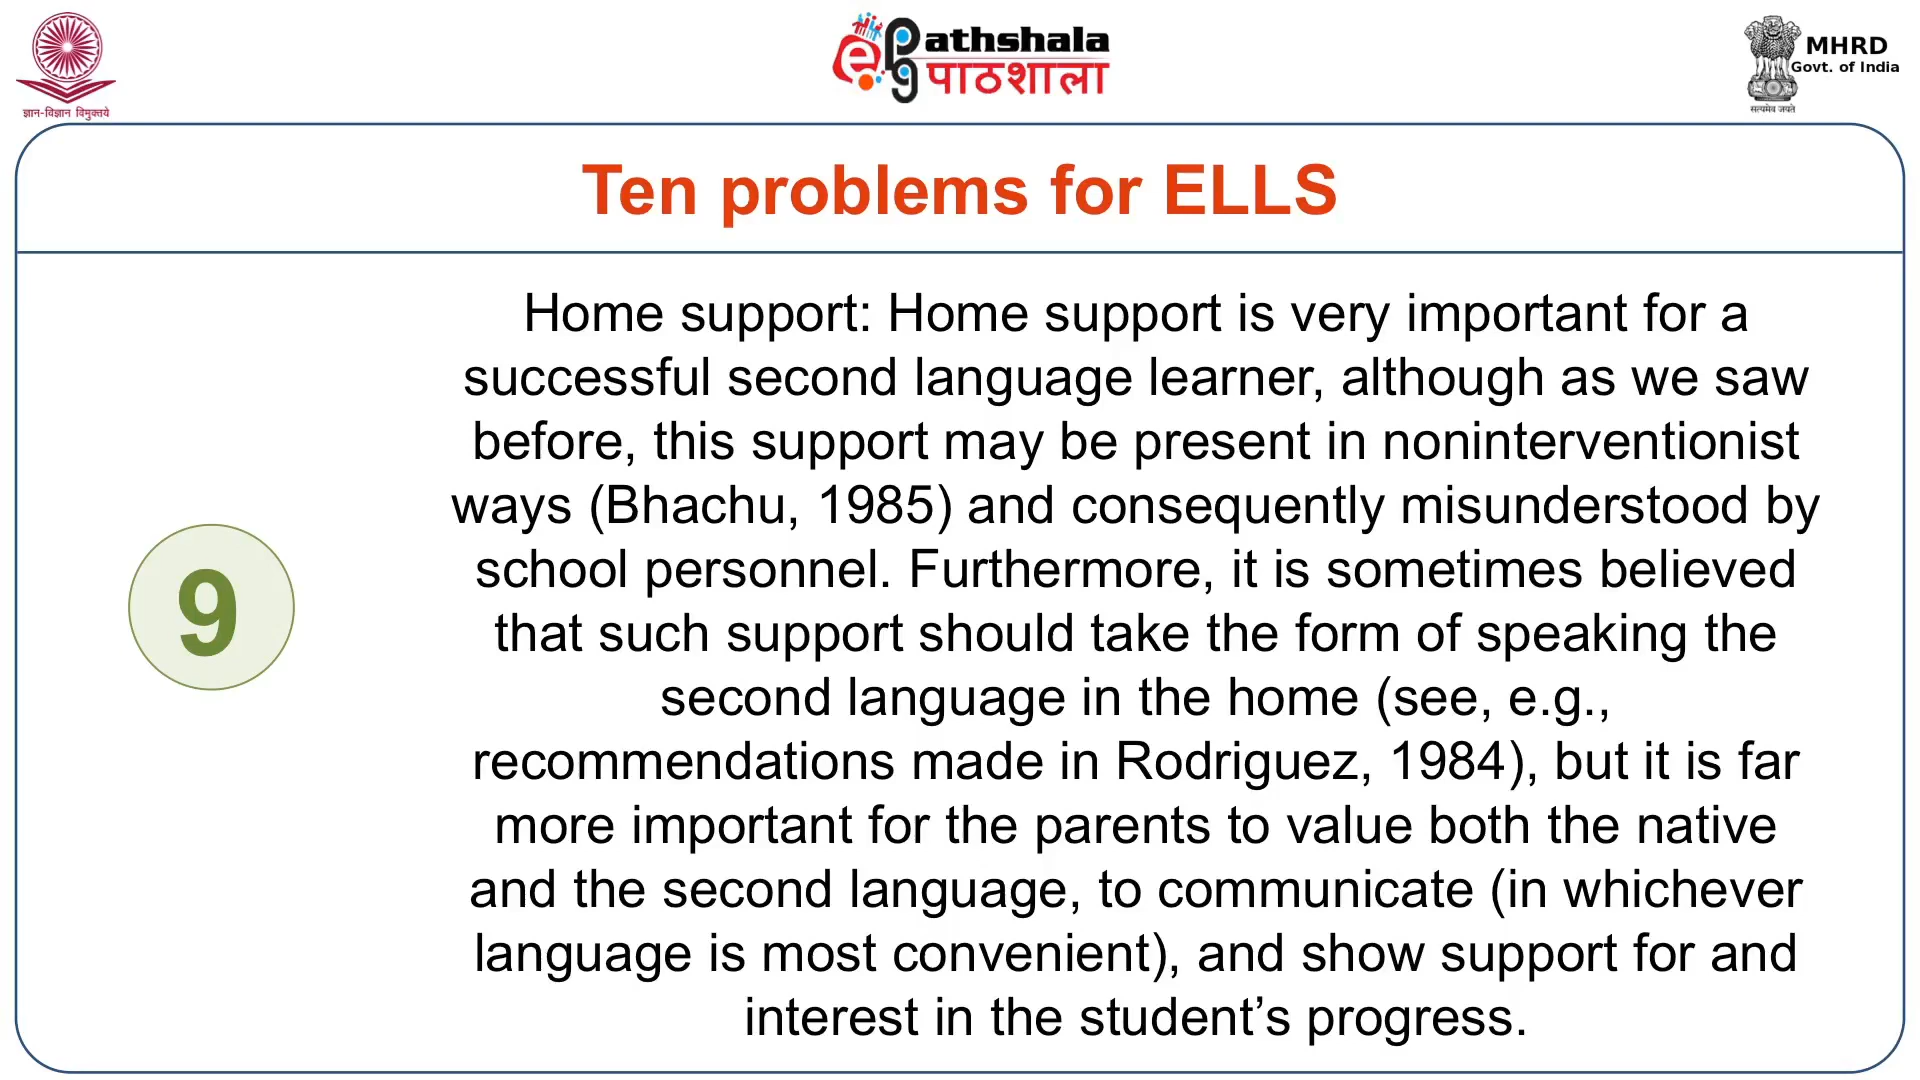 ज्ञान-विज्ञान विमुक्तये
ePG Pathshala
पाठशाला
MHRD
Govt. of India
सत्यमेव जयते
Ten problems for ELLS
9
Home support: Home support is very important for a
successful second language learner, although as we saw
before, this support may be present in noninterventionist
ways (Bhachu, 1985) and consequently misunderstood by
school personnel. Furthermore, it is sometimes believed
that such support should take the form of speaking the
second language in the home (see, e.g.,
recommendations made in Rodriguez, 1984), but it is far
more important for the parents to value both the native
and the second language, to communicate (in whichever
language is most convenient), and show support for and
interest in the student’s progress.